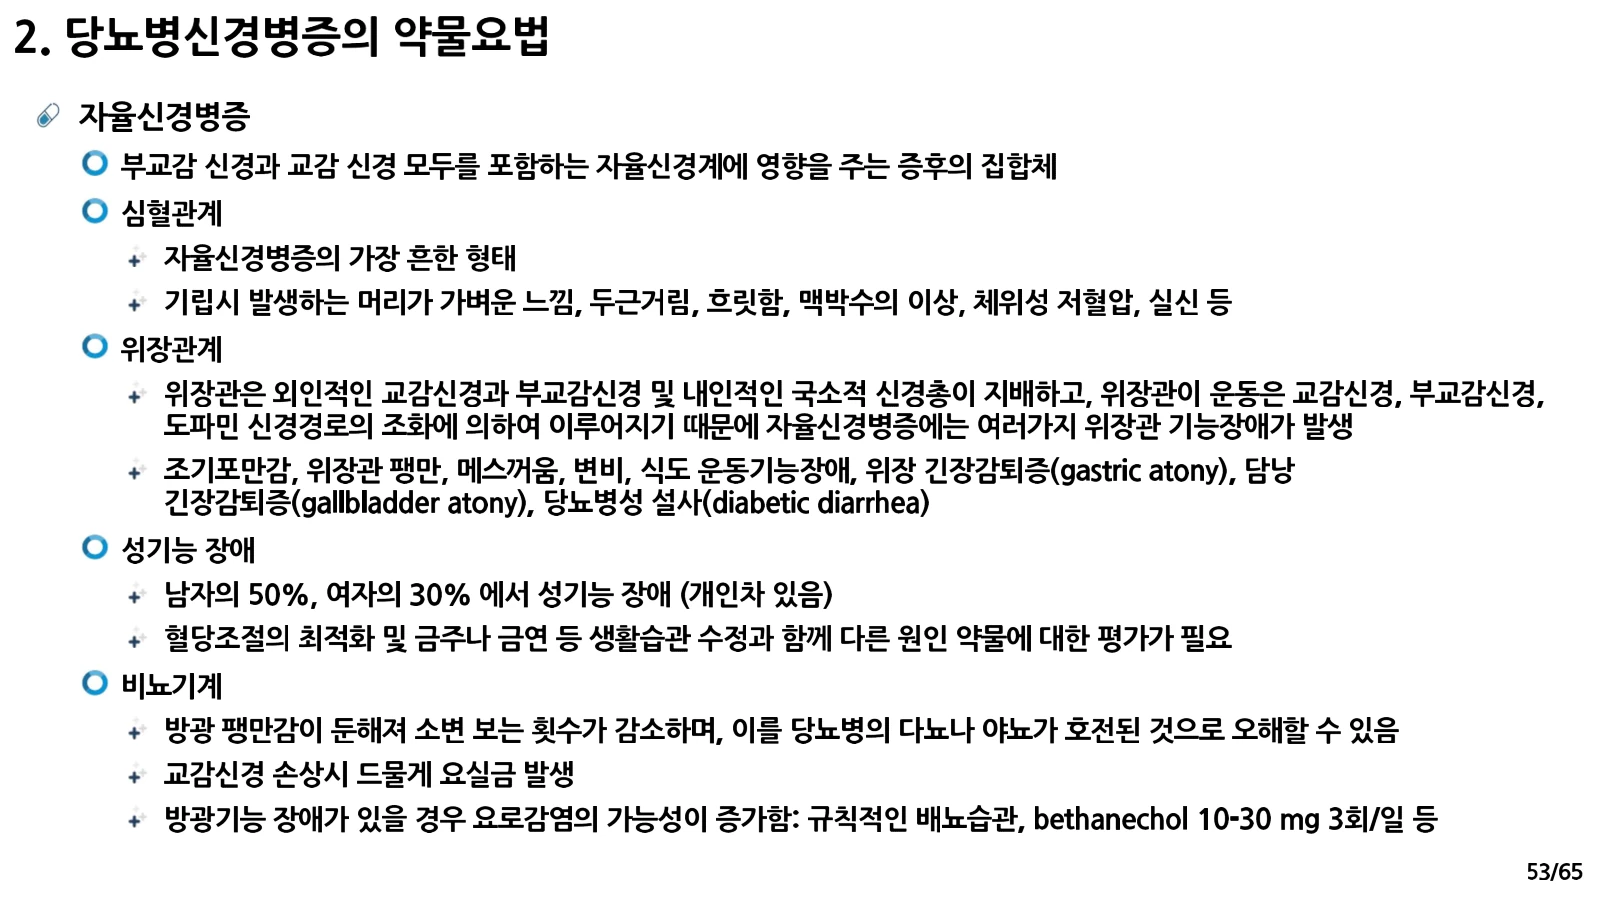 2. 당뇨병신경병증의 약물요법
자율신경병증
부교감 신경과 교감 신경 모두를 포함하는 자율신경계에 영향을 주는 증후의 집합체
심혈관계
자율신경병증의 가장 흔한 형태
기립시 발생하는 머리가 가벼운 느낌, 두근거림, 흐릿함, 맥박수의 이상, 체위성 저혈압, 실신 등
위장관계
위장관은 외인적인 교감신경과 부교감신경 및 내인적인 국소적 신경총이 지배하고, 위장관이 운동은 교감신경, 부교감신경,
도파민 신경경로의 조화에 의하여 이루어지기 때문에 자율신경병증에는 여러가지 위장관 기능장애가 발생
조기포만감, 위장관 팽만, 메스꺼움, 변비, 식도 운동기능장애, 위장 긴장감퇴증(gastric atony), 담낭
긴장감퇴증(gallbladder atony), 당뇨병성 설사(diabetic diarrhea)
성기능 장애
남자의 50%, 여자의 30% 에서 성기능 장애 (개인차 있음)
혈당조절의 최적화 및 금주나 금연 등 생활습관 수정과 함께 다른 원인 약물에 대한 평가가 필요
비뇨기계
방광 팽만감이 둔해져 소변 보는 횟수가 감소하며, 이를 당뇨병의 다뇨나 야뇨가 호전된 것으로 오해할 수 있음
교감신경 손상시 드물게 요실금 발생
방광기능 장애가 있을 경우 요로감염의 가능성이 증가함: 규칙적인 배뇨습관, bethanechol 10-30 mg 3회/일 등
53/65